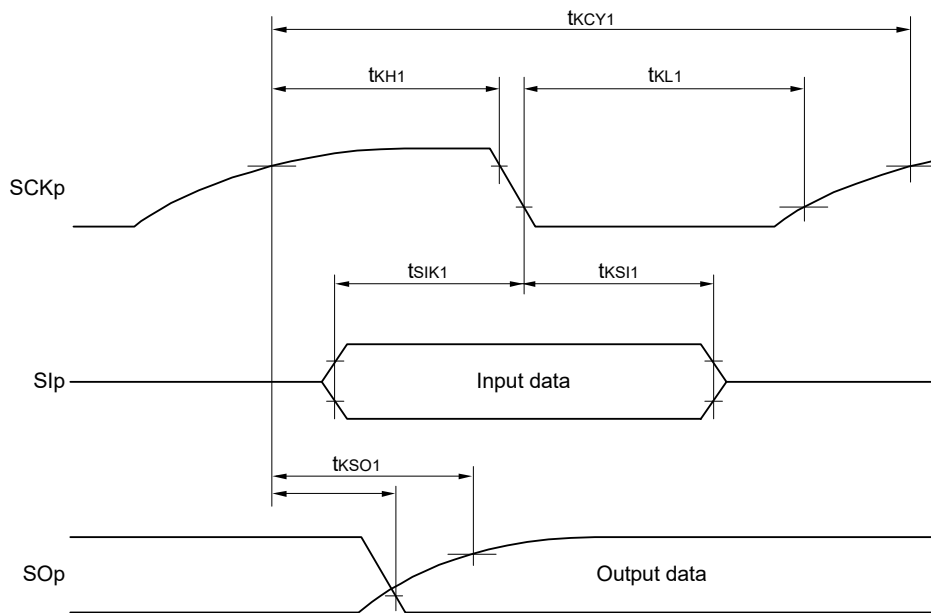 tKCY1
tKH1
tKL1
SCKp
tSIK1
tKSI1
SIp
Input data
tKSO1
SOp
Output data